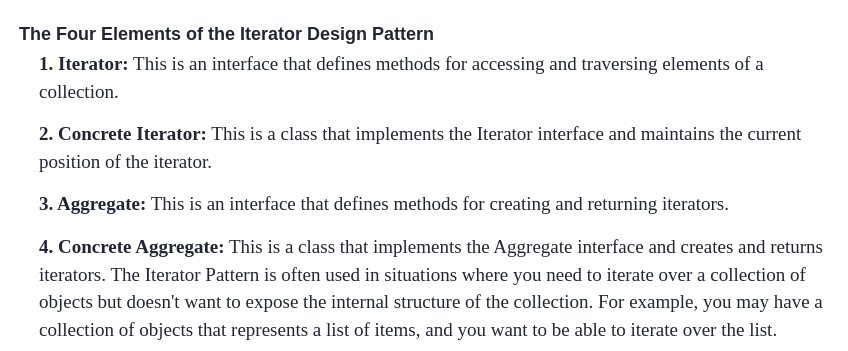 The Four Elements of the Iterator Design Pattern
1. Iterator: This is an interface that defines methods for accessing and traversing elements of a
collection.
2. Concrete Iterator: This is a class that implements the Iterator interface and maintains the current
position of the iterator.
3. Aggregate: This is an interface that defines methods for creating and returning iterators.
4. Concrete Aggregate: This is a class that implements the Aggregate interface and creates and returns
iterators. The Iterator Pattern is often used in situations where you need to iterate over a collection of
objects but doesn't want to expose the internal structure of the collection. For example, you may have a
collection of objects that represents a list of items, and you want to be able to iterate over the list.